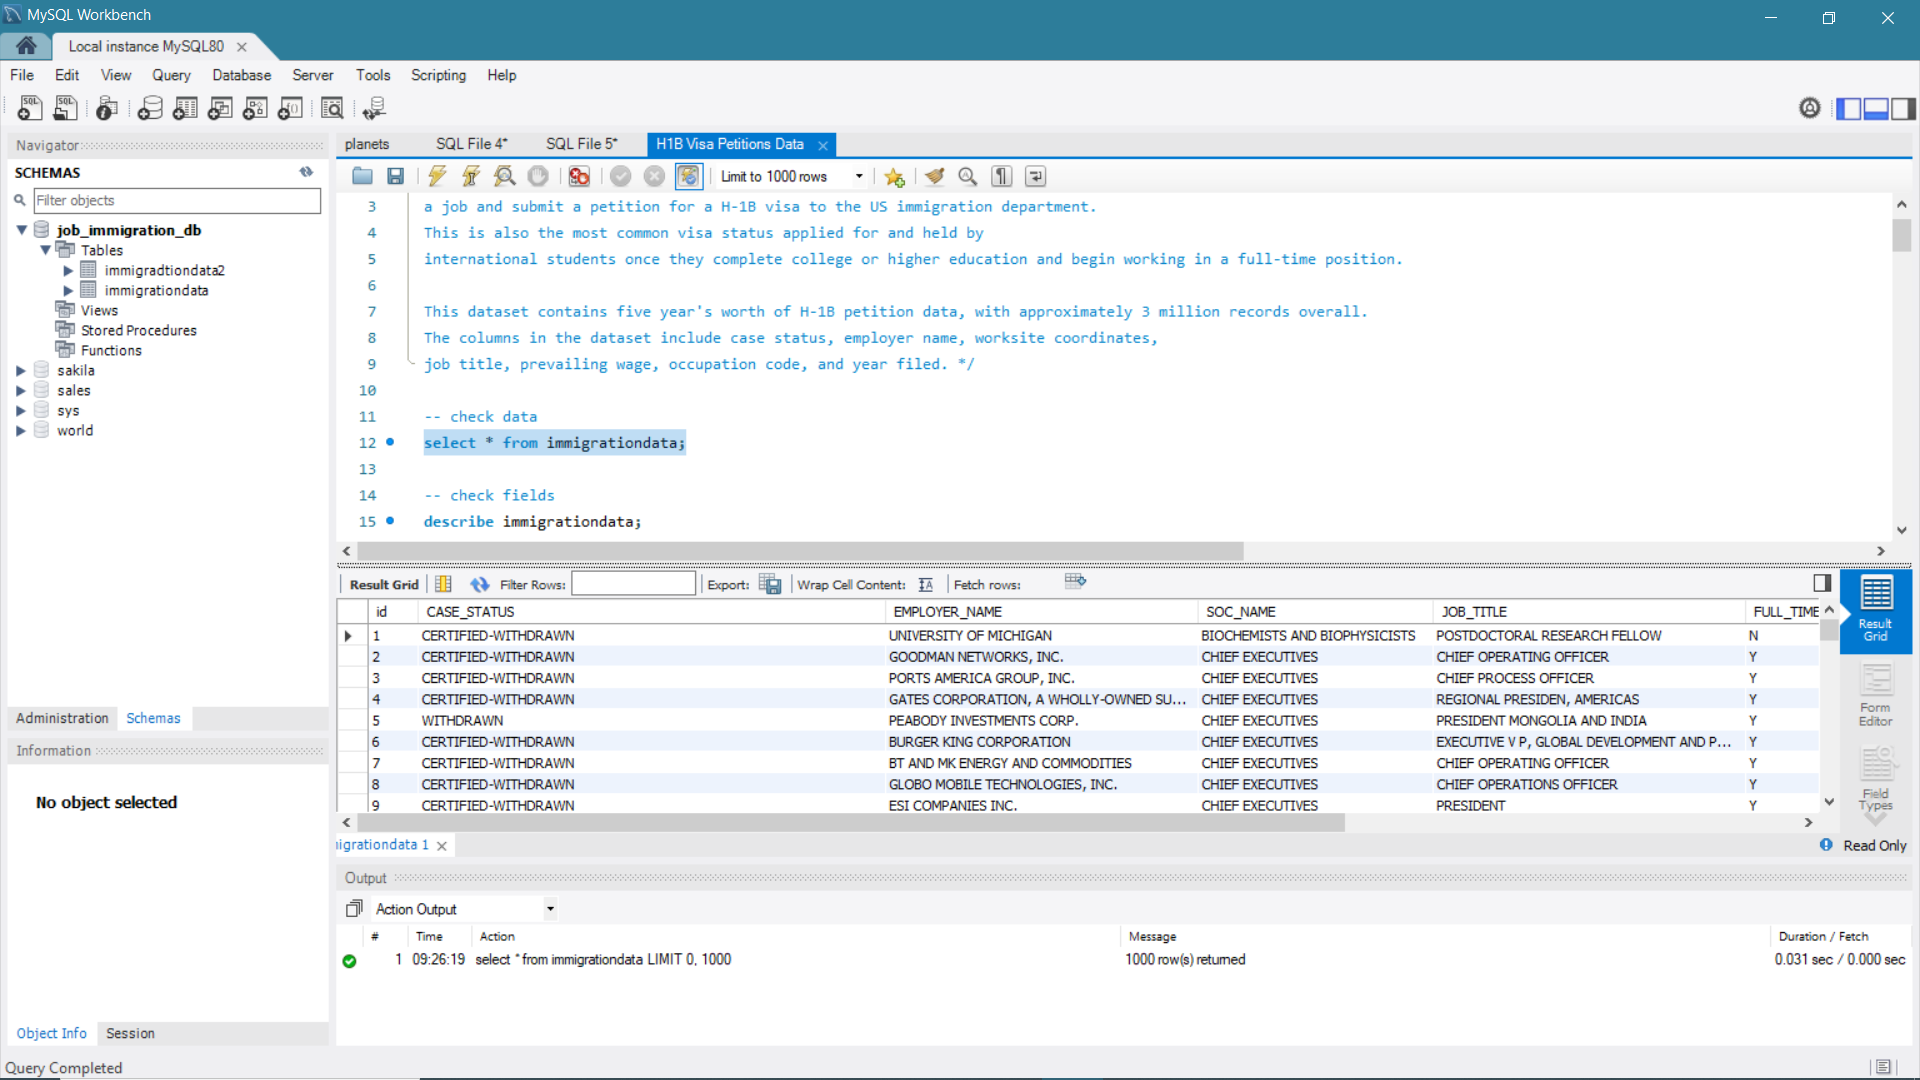 MySQL Workbench
Local instance MySQL80
File Edit View Query Database Server Tools Scripting Help
Navigator
SCHEMAS
Filter objects
job_immigration_db
Tables
immigradtiondata2
immigrationdata
Views
Stored Procedures
Functions
sakila
sales
sys
world
Administration Schemas
Information
No object selected
Object Info Session
planets SQL File 4* SQL File 5* H1B Visa Petitions Data
Limit to 1000 rows
3 a job and submit a petition for a H-1B visa to the US immigration department.
4 This is also the most common visa status applied for and held by
5 international students once they complete college or higher education and begin working in a full-time position.
6
7 This dataset contains five year's worth of H-1B petition data, with approximately 3 million records overall.
8 The columns in the dataset include case status, employer name, worksite coordinates,
9 job title, prevailing wage, occupation code, and year filed. */
10
11 -- check data
12 select * from immigrationdata;
13
14 -- check fields
15 describe immigrationdata;
Result Grid Filter Rows: Export: Wrap Cell Content: Fetch rows:
id CASE_STATUS EMPLOYER_NAME SOC_NAME JOB_TITLE FULL_TIME
1 CERTIFIED-WITHDRAWN UNIVERSITY OF MICHIGAN BIOCHEMISTS AND BIOPHYSICISTS POSTDOCTORAL RESEARCH FELLOW N
2 CERTIFIED-WITHDRAWN GOODMAN NETWORKS, INC. CHIEF EXECUTIVES CHIEF OPERATING OFFICER Y
3 CERTIFIED-WITHDRAWN PORTS AMERICA GROUP, INC. CHIEF EXECUTIVES CHIEF PROCESS OFFICER Y
4 CERTIFIED-WITHDRAWN GATES CORPORATION, A WHOLLY-OWNED SU... CHIEF EXECUTIVES REGIONAL PRESIDEN, AMERICAS Y
5 WITHDRAWN PEABODY INVESTMENTS CORP. CHIEF EXECUTIVES PRESIDENT MONGOLIA AND INDIA Y
6 CERTIFIED-WITHDRAWN BURGER KING CORPORATION CHIEF EXECUTIVES EXECUTIVE V P, GLOBAL DEVELOPMENT AND P... Y
7 CERTIFIED-WITHDRAWN BT AND MK ENERGY AND COMMODITIES CHIEF EXECUTIVES CHIEF OPERATING OFFICER Y
8 CERTIFIED-WITHDRAWN GLOBO MOBILE TECHNOLOGIES, INC. CHIEF EXECUTIVES CHIEF OPERATIONS OFFICER Y
9 CERTIFIED-WITHDRAWN ESI COMPANIES INC. CHIEF EXECUTIVES PRESIDENT Y
Result
Grid
Form
Editor
Field
Types
igrationdata 1
Read Only
Output
Action Output
# Time Action Message Duration / Fetch
1 09:26:19 select * from immigrationdata LIMIT 0, 1000 1000 row(s) returned 0.031 sec / 0.000 sec
Query Completed